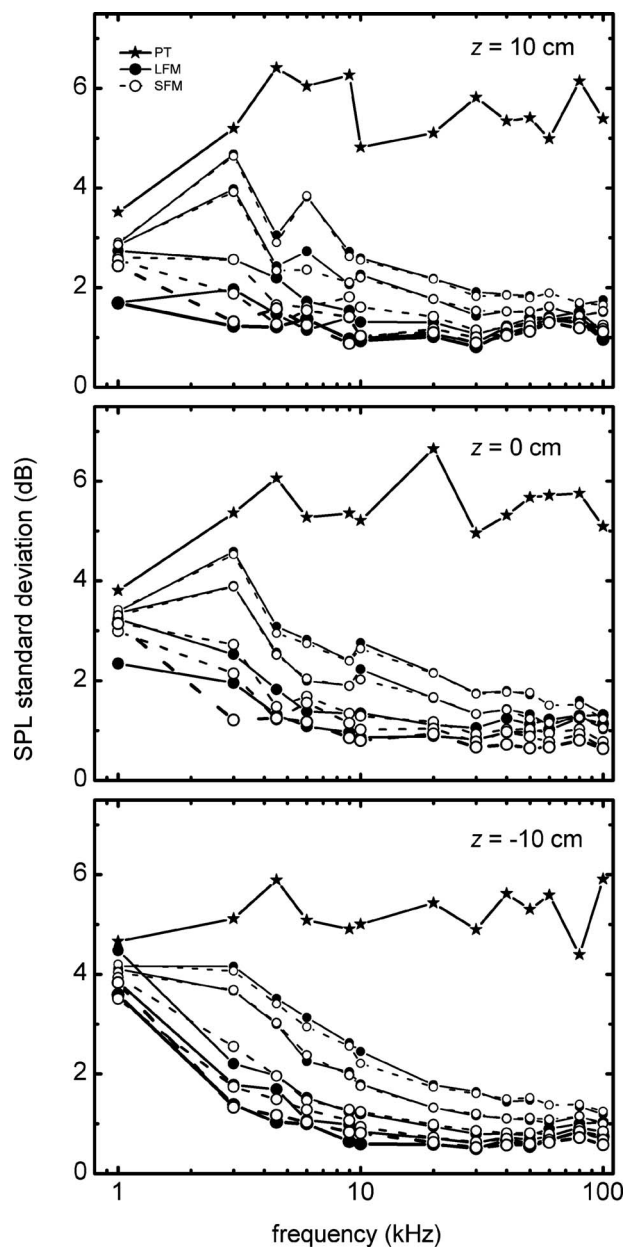 z = 10 cm
PT
LFM
SFM
6
4
2
0
z = 0 cm
6
4
2
0
SPL standard deviation (dB)
z = -10 cm
6
4
2
0
1
10
100
frequency (kHz)